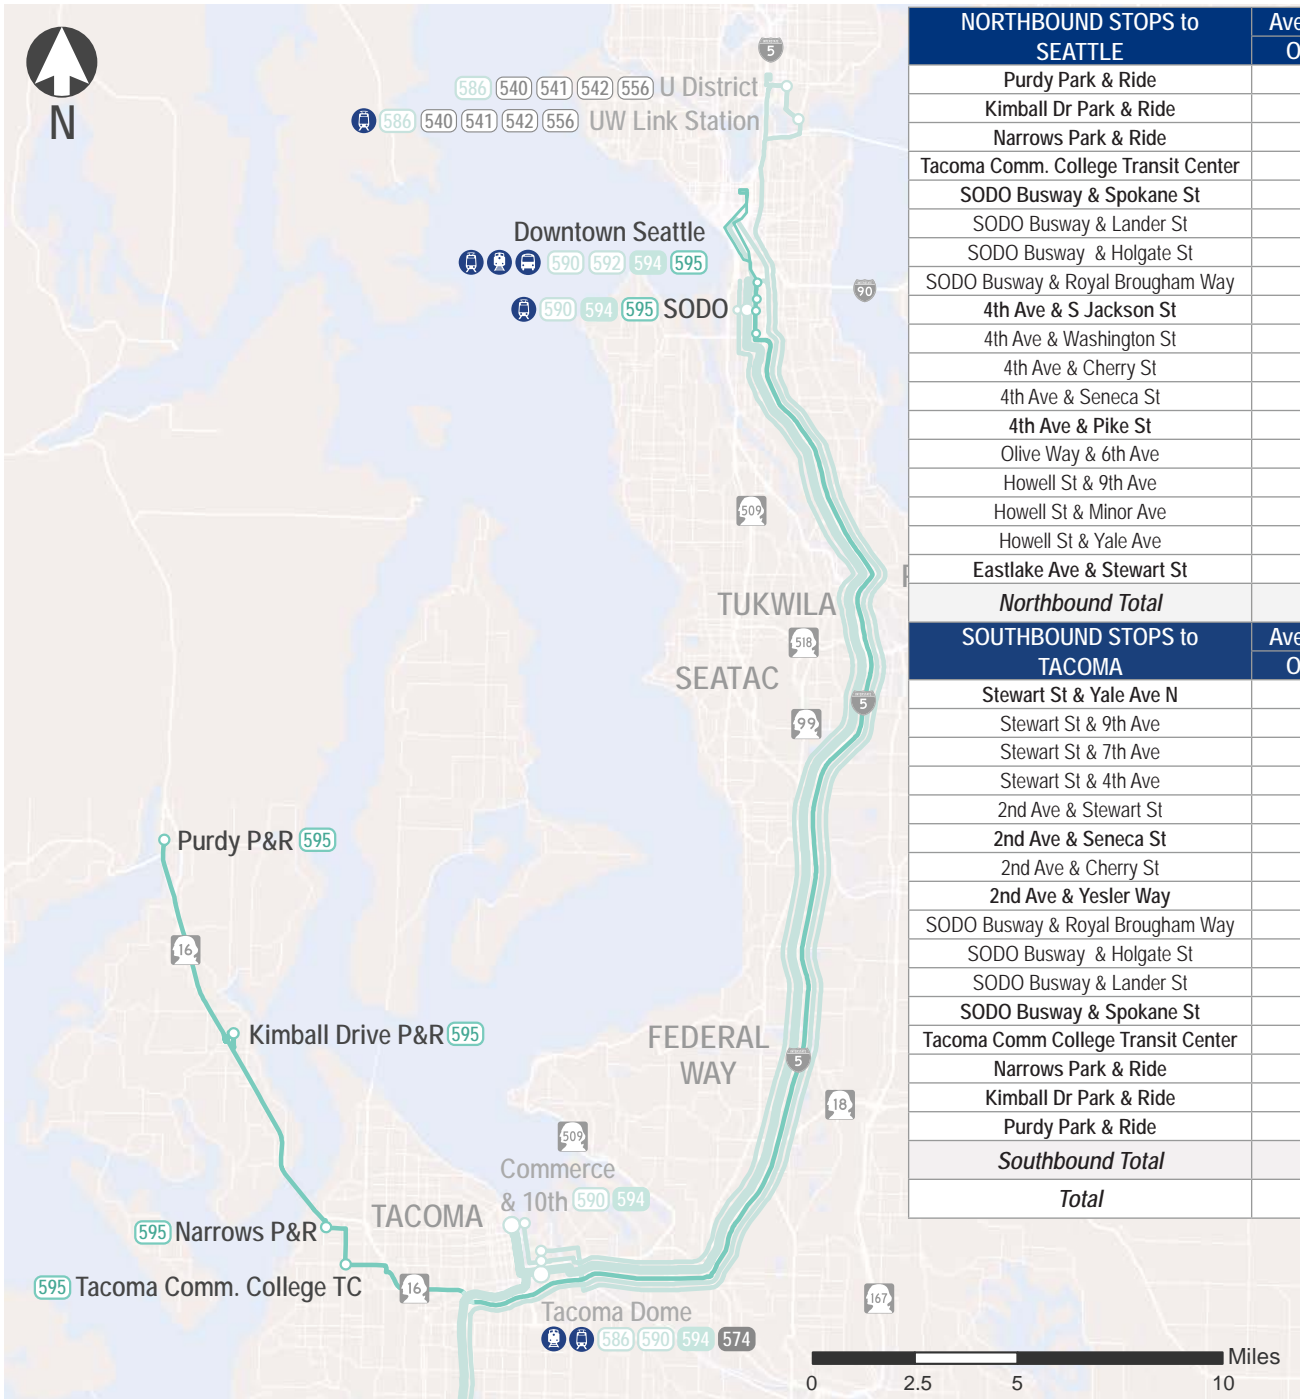 N
5
586 540 541 542 556 U District
586 540 541 542 556 UW Link Station
Downtown Seattle
590 592 594 595
90
590 594 595 SODO
509
TUKWILA
518
SEATAC
5
99
Purdy P&R 595
16
Kimball Drive P&R 595
FEDERAL
WAY
5
18
509
Commerce
& 10th 590 594
TACOMA
595 Narrows P&R
595 Tacoma Comm. College TC
16
167
Tacoma Dome
586 590 594 574
Miles
0 2.5 5 10
NORTHBOUND STOPS to
SEATTLE
Ave
O
Purdy Park & Ride
Kimball Dr Park & Ride
Narrows Park & Ride
Tacoma Comm. College Transit Center
SODO Busway & Spokane St
SODO Busway & Lander St
SODO Busway & Holgate St
SODO Busway & Royal Brougham Way
4th Ave & S Jackson St
4th Ave & Washington St
4th Ave & Cherry St
4th Ave & Seneca St
4th Ave & Pike St
Olive Way & 6th Ave
Howell St & 9th Ave
Howell St & Minor Ave
Howell St & Yale Ave
Eastlake Ave & Stewart St
Northbound Total
SOUTHBOUND STOPS to
TACOMA
Ave
O
Stewart St & Yale Ave N
Stewart St & 9th Ave
Stewart St & 7th Ave
Stewart St & 4th Ave
2nd Ave & Stewart St
2nd Ave & Seneca St
2nd Ave & Cherry St
2nd Ave & Yesler Way
SODO Busway & Royal Brougham Way
SODO Busway & Holgate St
SODO Busway & Lander St
SODO Busway & Spokane St
Tacoma Comm College Transit Center
Narrows Park & Ride
Kimball Dr Park & Ride
Purdy Park & Ride
Southbound Total
Total